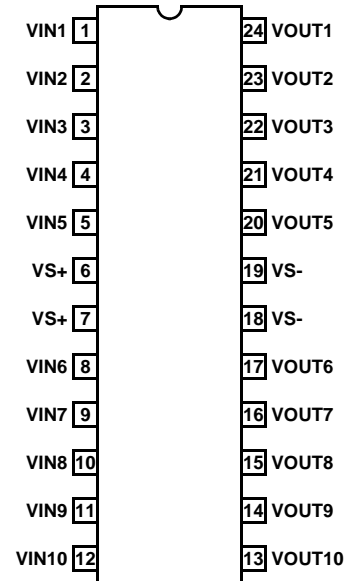 VIN1 1 24 VOUT1
VIN2 2 23 VOUT2
VIN3 3 22 VOUT3
VIN4 4 21 VOUT4
VIN5 5 20 VOUT5
VS+ 6 19 VS-
VS+ 7 18 VS-
VIN6 8 17 VOUT6
VIN7 9 16 VOUT7
VIN8 10 15 VOUT8
VIN9 11 14 VOUT9
VIN10 12 13 VOUT10